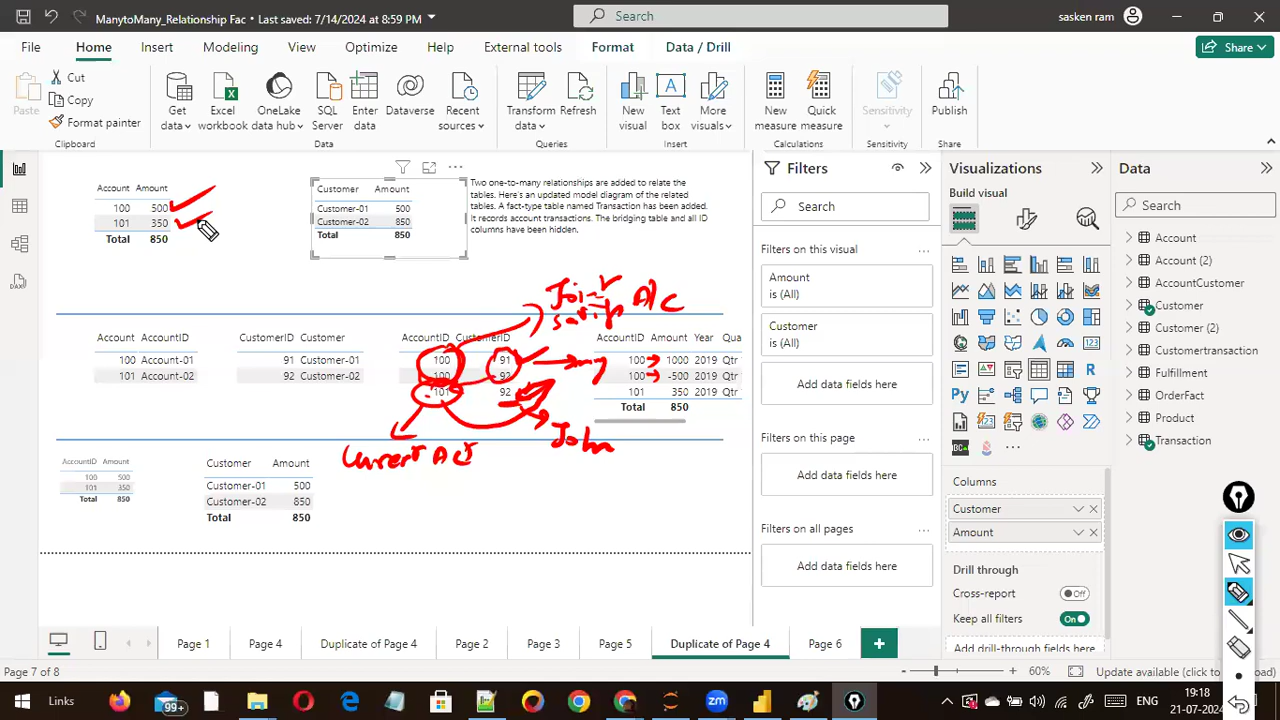 ManytoMany_Relationship Fac • Last saved: 7/14/2024 at 8:59 PM
Search
sasken ram
File Home Insert Modeling View Optimize Help External tools Format Data / Drill
Share
Paste
Cut
Copy
Format painter
Get data
Excel workbook
OneLake data hub
SQL Server
Enter data
Dataverse
Recent sources
Transform data
Refresh
New visual
Text box
More visuals
New measure
Quick measure
Sensitivity
Publish
Clipboard Data Queries Insert Calculations Sensitivity Share
Account Amount
100 500
101 350
Total 850
Customer Amount
Customer-01 500
Customer-02 850
Total 850
Two one-to-many relationships are added to relate the
tables. Here's an updated model diagram of the related
tables. A fact-type table named Transaction has been added.
It records account transactions. The bridging table and all ID
columns have been hidden.
A/C
Account AccountID
100 Account-01
101 Account-02
CustomerID Customer
91 Customer-01
92 Customer-02
AccountID CustomerID
100 91
100 92
101 92
AccountID Amount Year Qua
100 1000 2019 Qtr
100 -500 2019 Qtr
101 350 2019 Qtr
Total 850
John
Current Act
AccountID Amount
100 500
101 350
Total 850
Customer Amount
Customer-01 500
Customer-02 850
Total 850
Filters
Search
Filters on this visual
Amount
is (All)
Customer
is (All)
Add data fields here
Filters on this page
Add data fields here
Filters on all pages
Add data fields here
Visualizations
Build visual
Py
Columns
Customer
Amount
Drill through
Cross-report Off
Keep all filters On
Add drill-through fields here
Data
Search
Account
Account (2)
AccountCustomer
Customer
Customer (2)
Customertransaction
Fulfillment
OrderFact
Product
Transaction
Page 1 Page 4 Duplicate of Page 4 Page 2 Page 3 Page 5 Duplicate of Page 4 Page 6
Page 7 of 8
60%
Update available (click to
Links
99+
ENG
19:18
21-07-2024